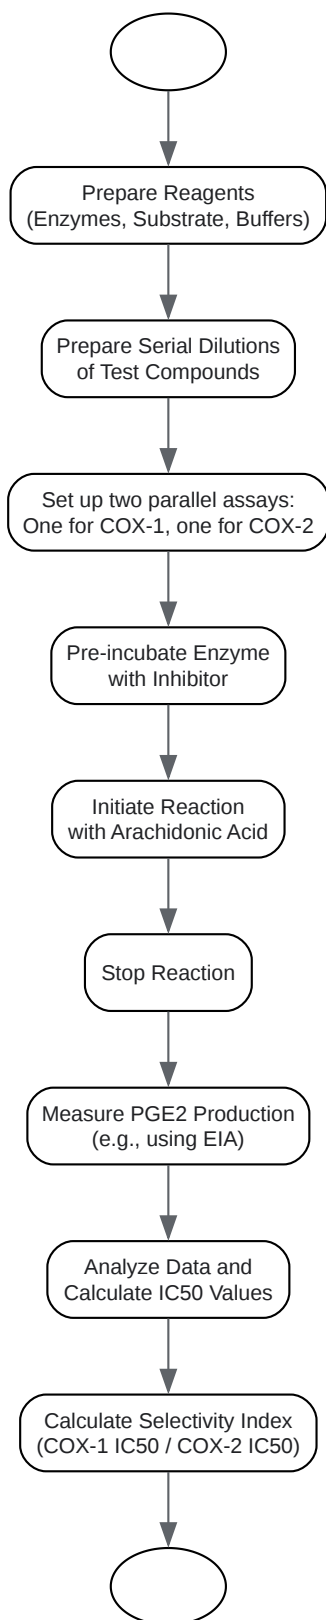 Prepare Reagents
(Enzymes, Substrate, Buffers)
Prepare Serial Dilutions
of Test Compounds
Set up two parallel assays:
One for COX-1, one for COX-2
Pre-incubate Enzyme
with Inhibitor
Initiate Reaction
with Arachidonic Acid
Stop Reaction
Measure PGE2 Production
(e.g., using EIA)
Analyze Data and
Calculate IC50 Values
Calculate Selectivity Index
(COX-1 IC50 / COX-2 IC50)